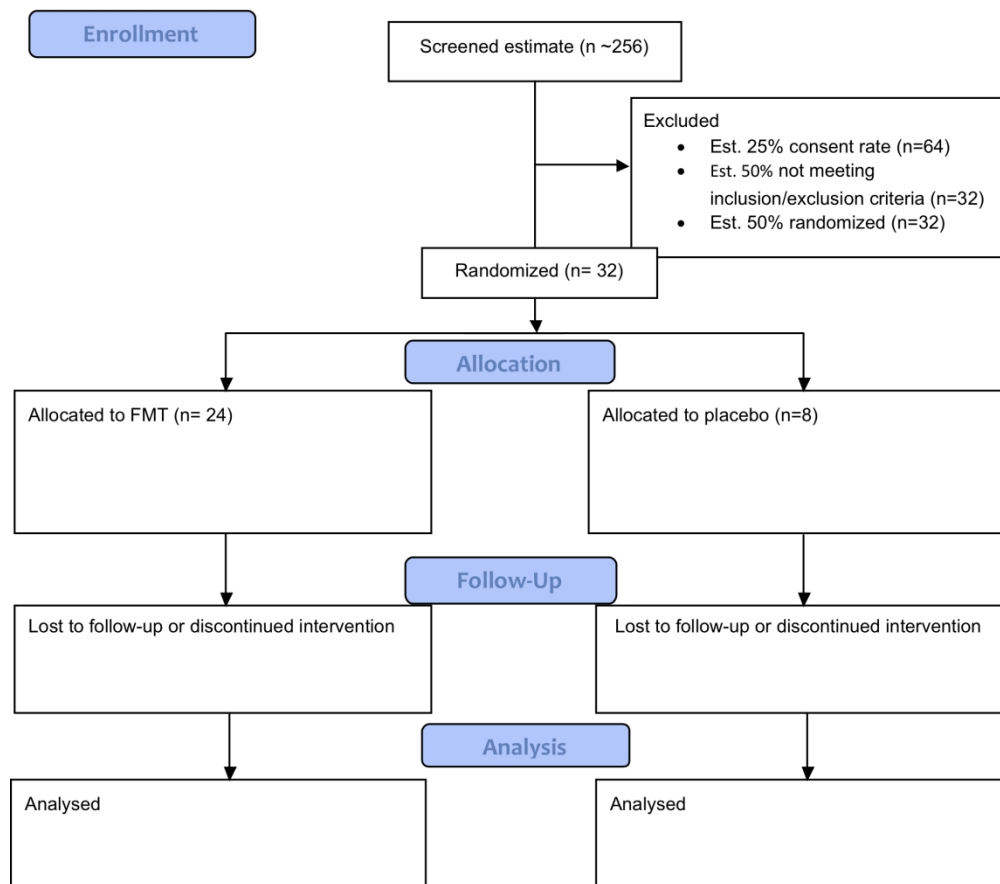 Enrollment
Screened estimate (n ~256)
Excluded
• Est. 25% consent rate (n=64)
• Est. 50% not meeting
inclusion/exclusion criteria (n=32)
• Est. 50% randomized (n=32)
Randomized (n= 32)
Allocation
Allocated to FMT (n= 24)
Allocated to placebo (n=8)
Follow-Up
Lost to follow-up or discontinued intervention
Lost to follow-up or discontinued intervention
Analysis
Analysed
Analysed